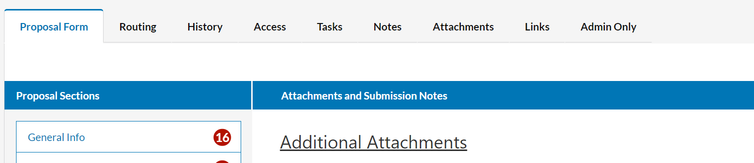 Proposal Form Routing History Access Tasks Notes Attachments Links Admin Only
Proposal Sections Attachments and Submission Notes
General Info 16
Additional Attachments